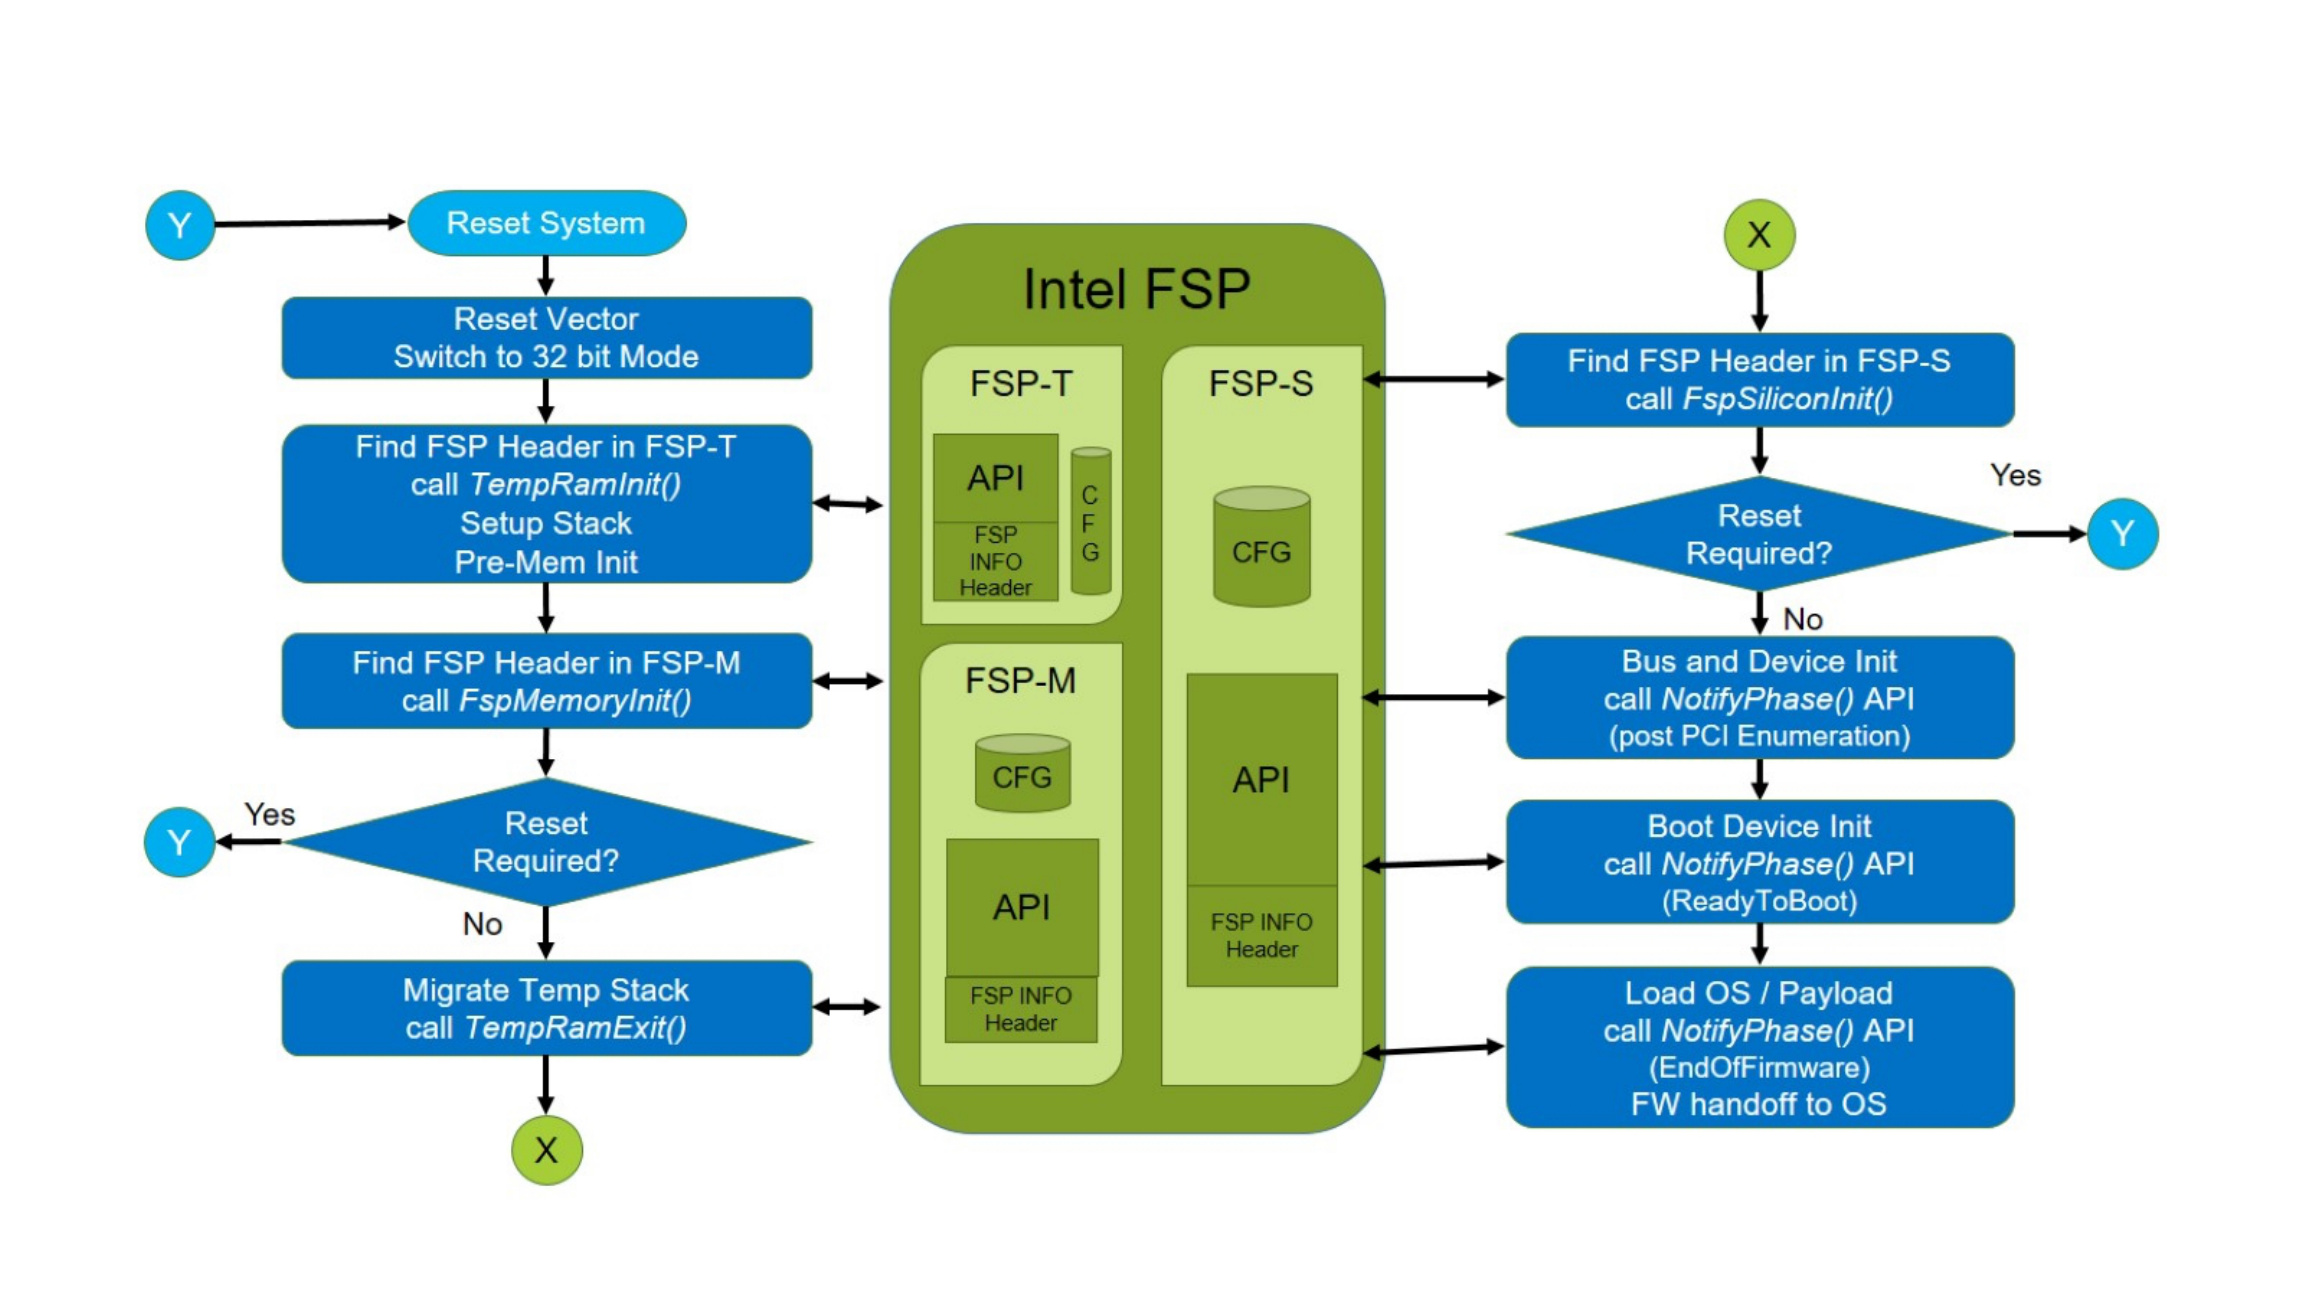 Y
Reset System
Reset Vector
Switch to 32 bit Mode
Find FSP Header in FSP-T
call TempRamInit()
Setup Stack
Pre-Mem Init
Find FSP Header in FSP-M
call FspMemoryInit()
Reset
Required?
Yes
Y
No
Migrate Temp Stack
call TempRamExit()
X
Intel FSP
FSP-T
API
FSP
INFO
Header
C
F
G
FSP-M
CFG
API
FSP INFO
Header
FSP-S
CFG
API
FSP INFO
Header
X
Find FSP Header in FSP-S
call FspSiliconInit()
Reset
Required?
Yes
Y
No
Bus and Device Init
call NotifyPhase() API
(post PCI Enumeration)
Boot Device Init
call NotifyPhase() API
(ReadyToBoot)
Load OS / Payload
call NotifyPhase() API
(EndOfFirmware)
FW handoff to OS